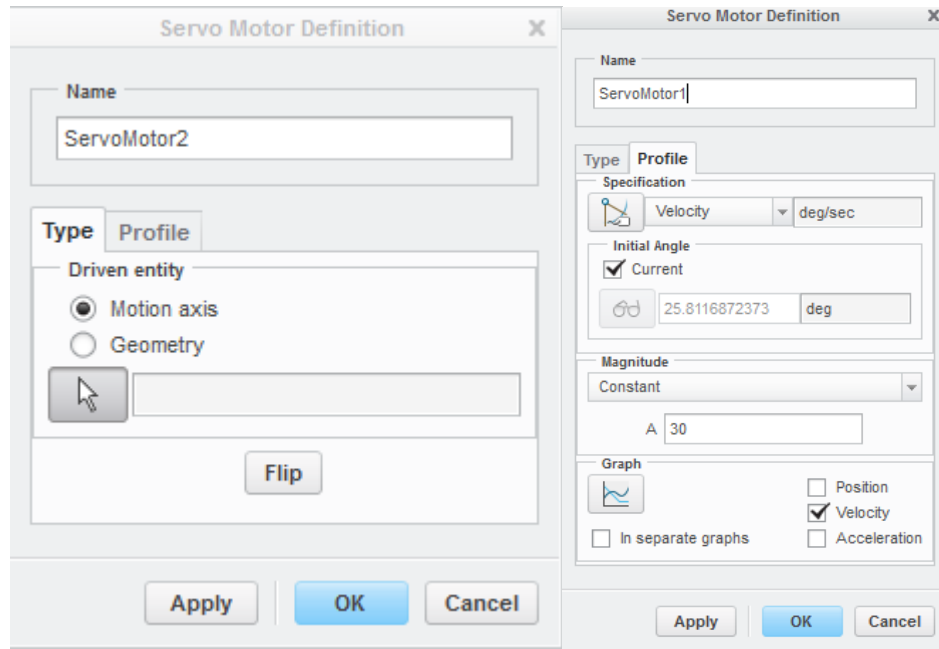 Servo Motor Definition
Name
ServoMotor2
Type Profile
Driven entity
Motion axis
Geometry
Flip
Apply OK Cancel
Servo Motor Definition
Name
ServoMotor1
Type Profile
Specification
Velocity deg/sec
Initial Angle
Current
25.8116872373 deg
Magnitude
Constant
A 30
Graph
Position
Velocity
In separate graphs Acceleration
Apply OK Cancel